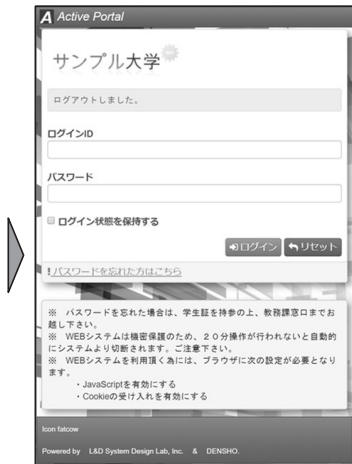 Active Portal
サンプル大学
ログアウトしました。
ログインID
パスワード
ログイン状態を保持する
ログイン リセット
!パスワードを忘れた方はこちら
※ パスワードを忘れた場合は、学生証を持参の上、教務課窓口までお
越し下さい。
※ WEBシステムは機密保護のため、２０分操作が行われないと自動的
にシステムより切断されます。ご注意下さい。
※ WEBシステムを利用頂く為には、ブラウザに次の設定が必要となり
ます。
・JavaScriptを有効にする
・Cookieの受け入れを有効にする
Icon fatcow
Powered by L&D System Design Lab, Inc. & DENSHO.